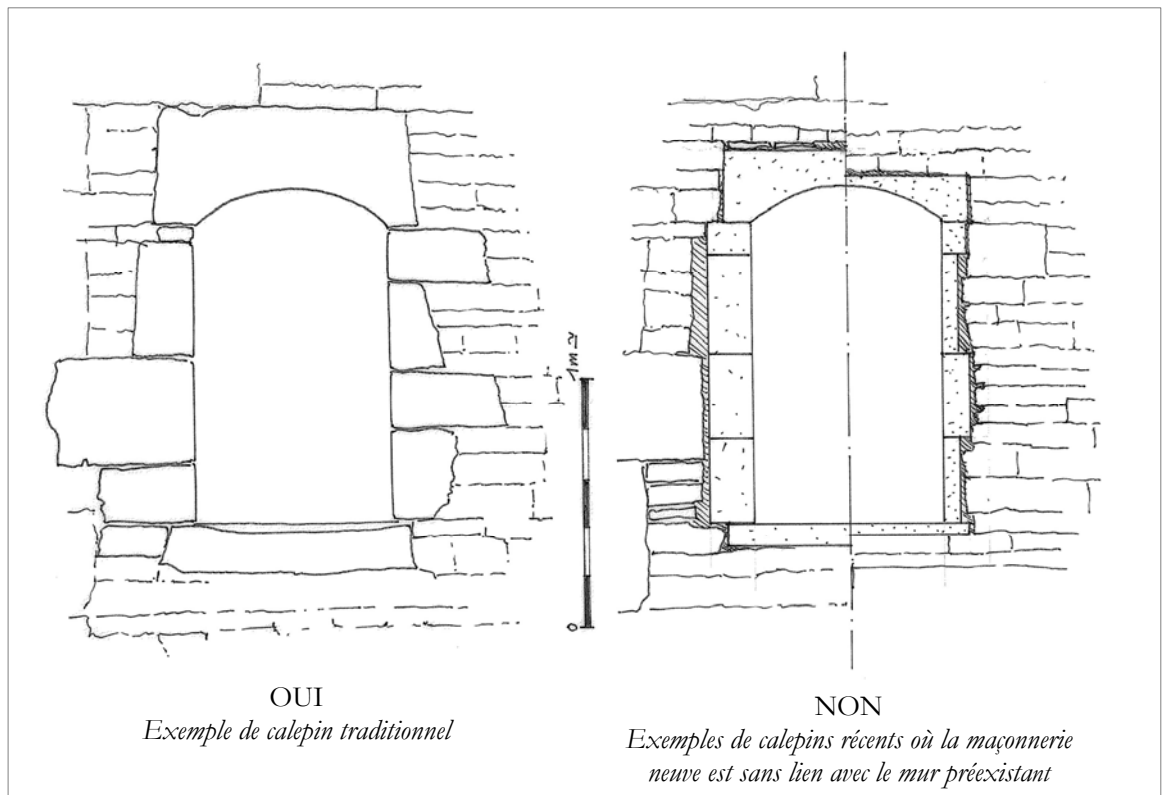 1m
0
OUI
Exemple de calepin traditionnel
NON
Exemples de calepins récents où la maçonnerie
neuve est sans lien avec le mur préexistant